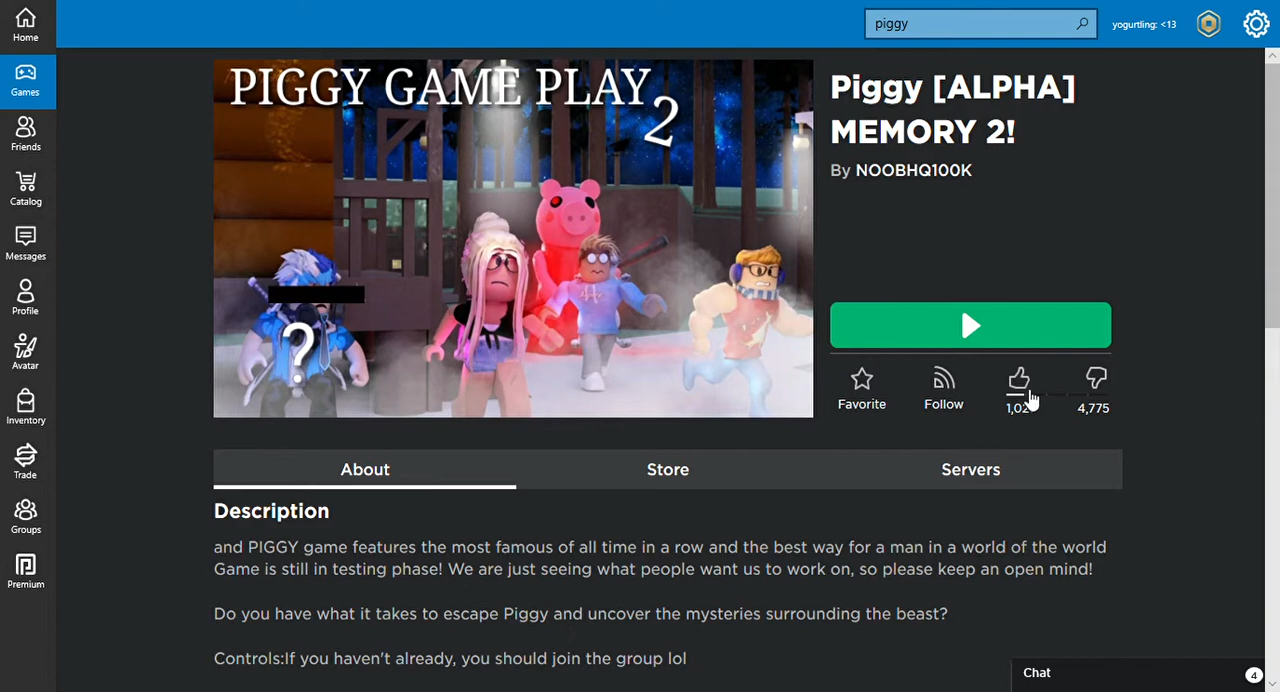 Home
piggy
yogurtling: <13
Games
Friends
Catalog
Messages
Profile
Avatar
Inventory
Trade
Groups
Premium
PIGGY GAME PLAY 2
?
Piggy [ALPHA]
MEMORY 2!
By NOOBHQ100K
Favorite
Follow
4,775
About
Store
Servers
Description
and PIGGY game features the most famous of all time in a row and the best way for a man in a world of the world
Game is still in testing phase! We are just seeing what people want us to work on, so please keep an open mind!
Do you have what it takes to escape Piggy and uncover the mysteries surrounding the beast?
Controls:If you haven't already, you should join the group lol
Chat
4